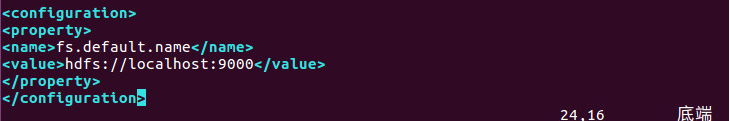 <configuration>
<property>
<name>fs.default.name</name>
<value>hdfs://localhost:9000</value>
</property>
</configuration>
24,16 底端